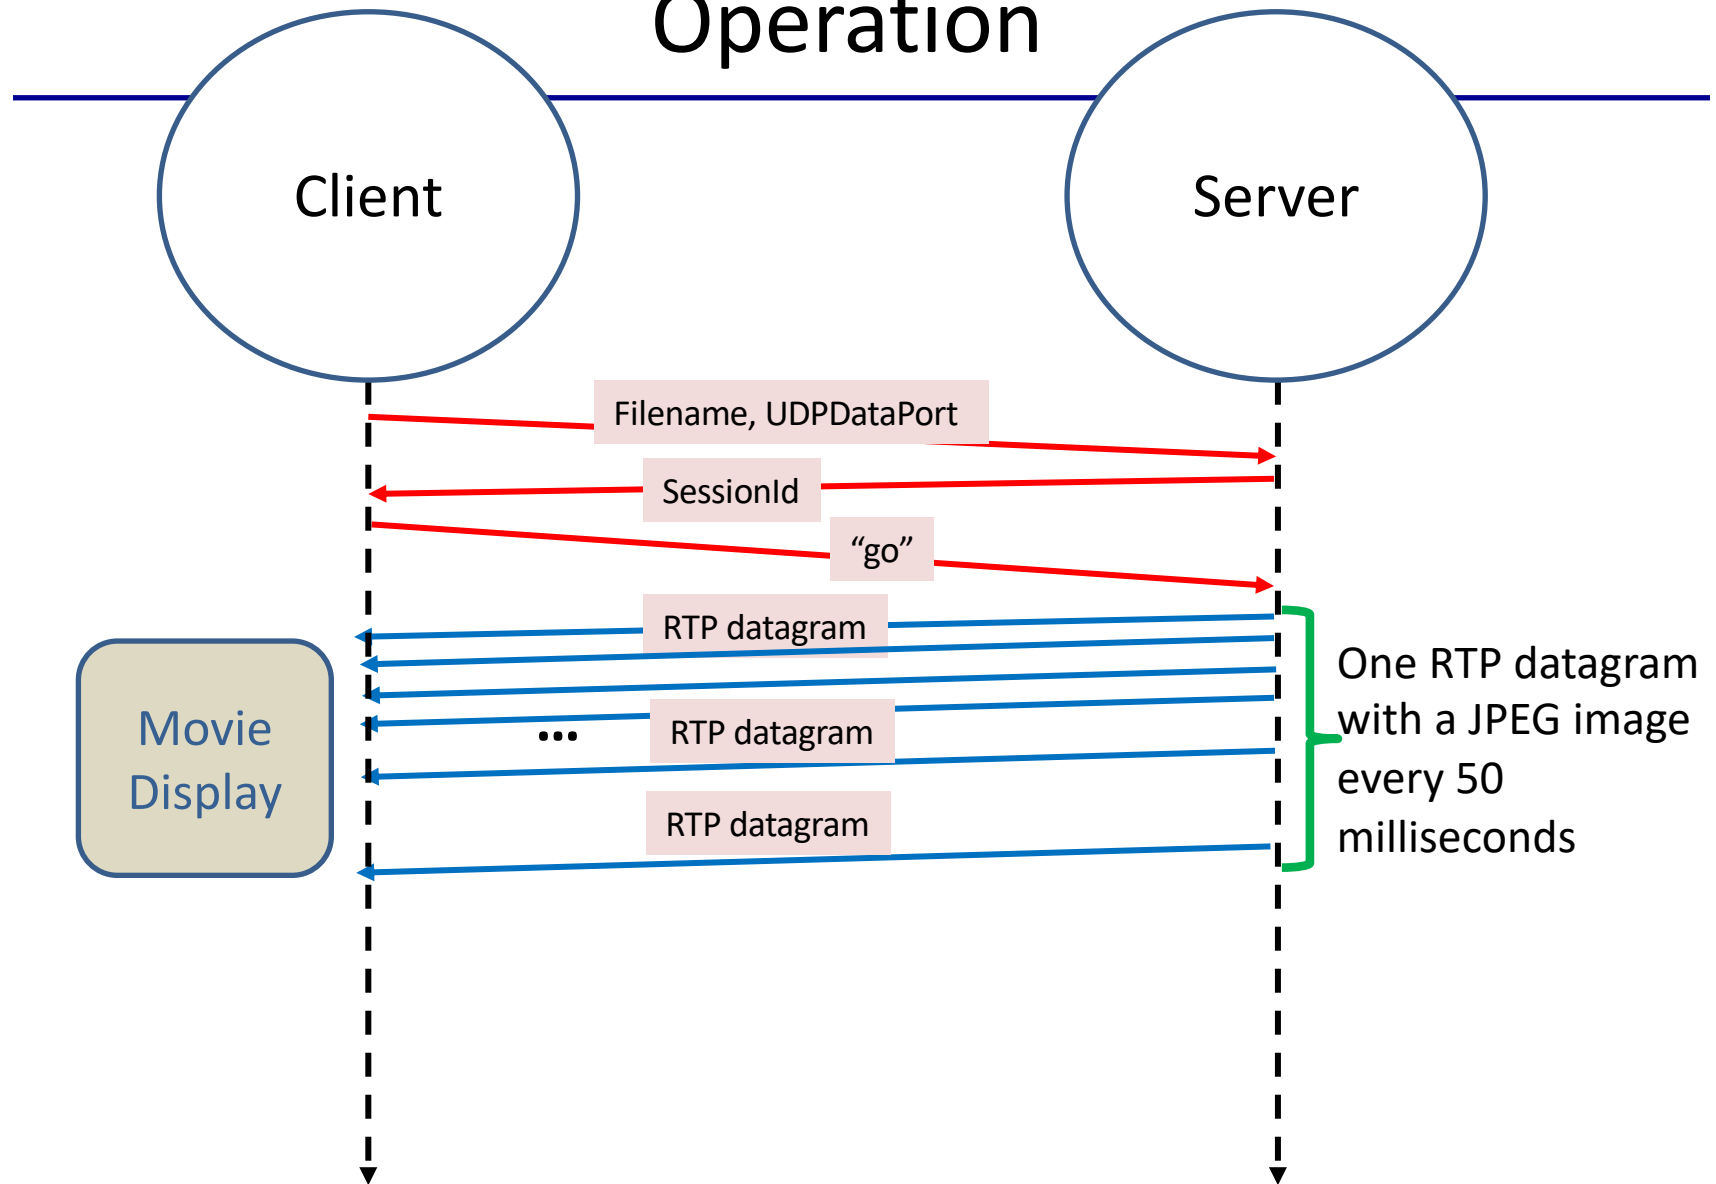 Operation
Client
Server
Filename, UDPDataPort
SessionId
“go”
RTP datagram
Movie
Display
...
RTP datagram
RTP datagram
One RTP datagram
with a JPEG image
every 50
milliseconds